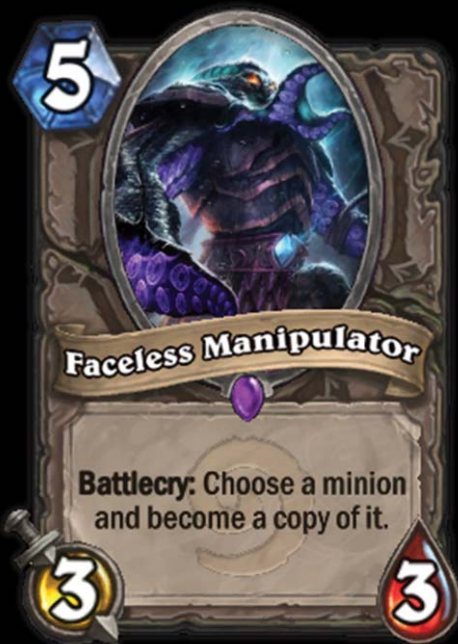 5
Faceless Manipulator
Battlecry: Choose a minion
and become a copy of it.
3
3